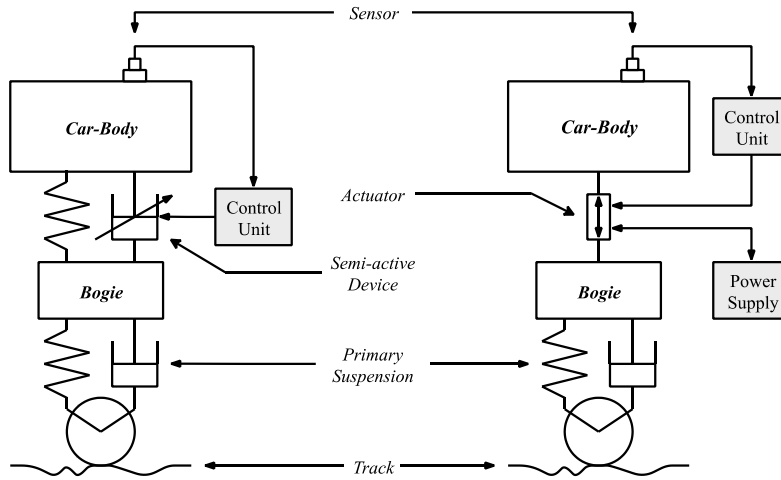 Sensor
Car-Body
Car-Body
Control
Unit
Actuator
Control
Unit
Semi-active
Device
Bogie
Bogie
Power
Supply
Primary
Suspension
Track